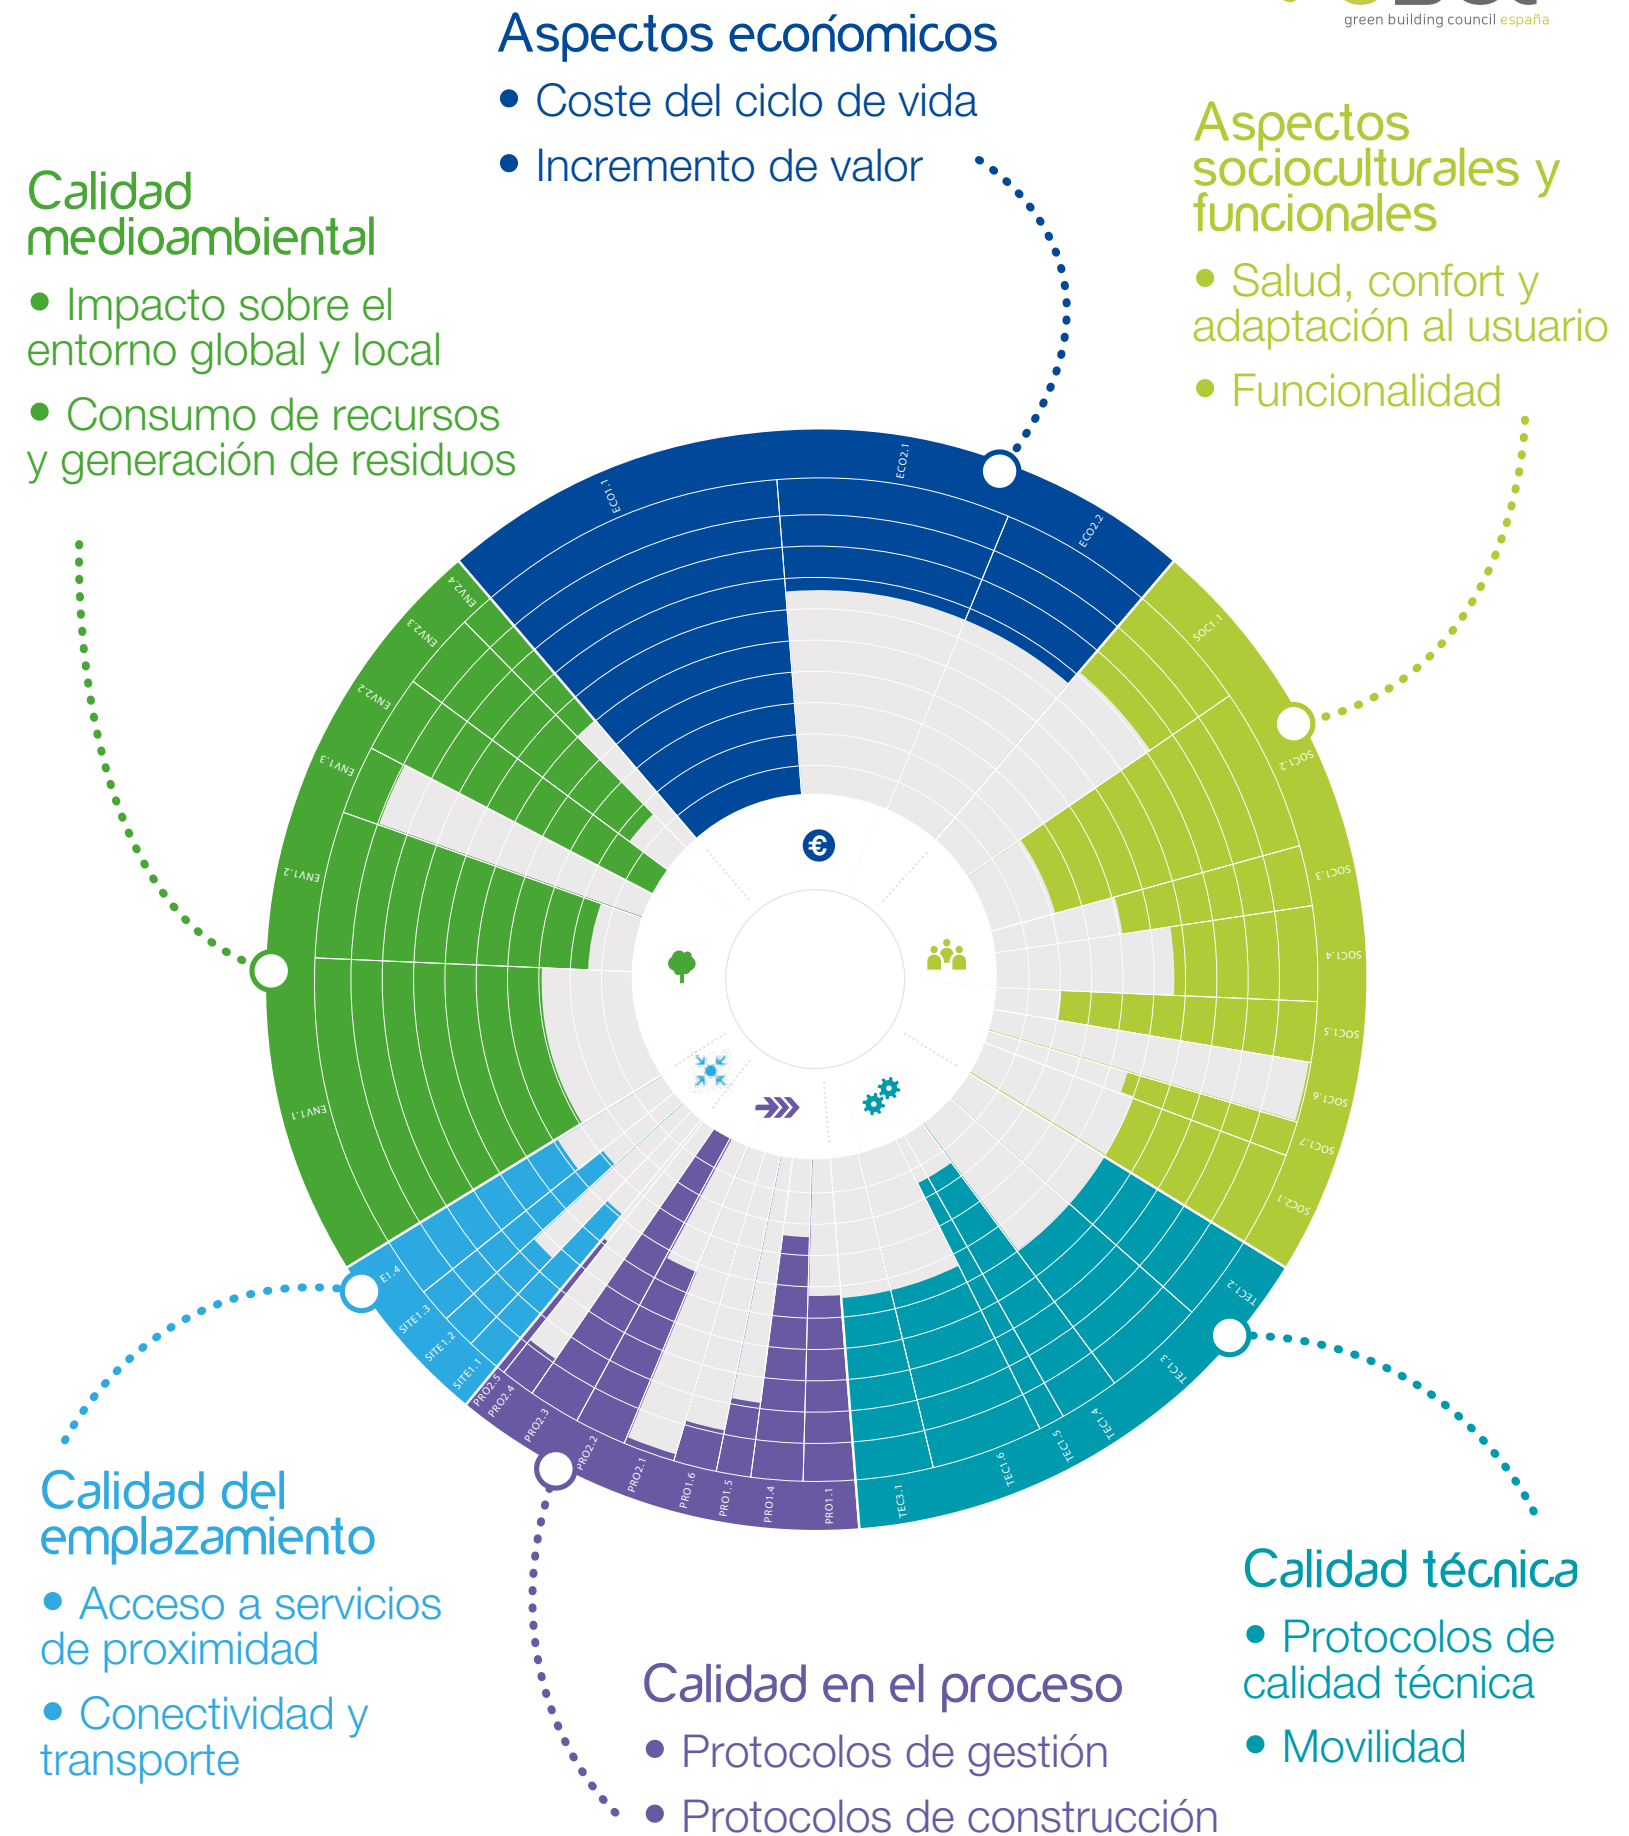 green building council españa
Aspectos económicos
• Coste del ciclo de vida
• Incremento de valor
Aspectos
socioculturales y
funcionales
• Salud, confort y
adaptación al usuario
• Funcionalidad
Calidad
medioambiental
• Impacto sobre el
entorno global y local
• Consumo de recursos
y generación de residuos
ECO1.1
ECO2.1
ECO2.2
SOC1.1
SOC1.2
SOC1.3
SOC1.4
SOC1.5
SOC1.6
SOC1.7
SOC2.1
TEC1.2
TEC1.3
TEC1.4
TEC1.5
TEC1.6
TEC3.1
PRO1.1
PRO1.4
PRO1.5
PRO1.6
PRO2.1
PRO2.2
PRO2.3
PRO2.4
PRO2.5
SITE1.1
SITE1.2
SITE1.3
E1.4
ENV1.1
ENV1.2
ENV1.3
ENV2.2
ENV2.3
ENV2.4
€
Calidad del
emplazamiento
• Acceso a servicios
de proximidad
• Conectividad y
transporte
Calidad en el proceso
• Protocolos de gestión
• Protocolos de construcción
Calidad técnica
• Protocolos de
calidad técnica
• Movilidad